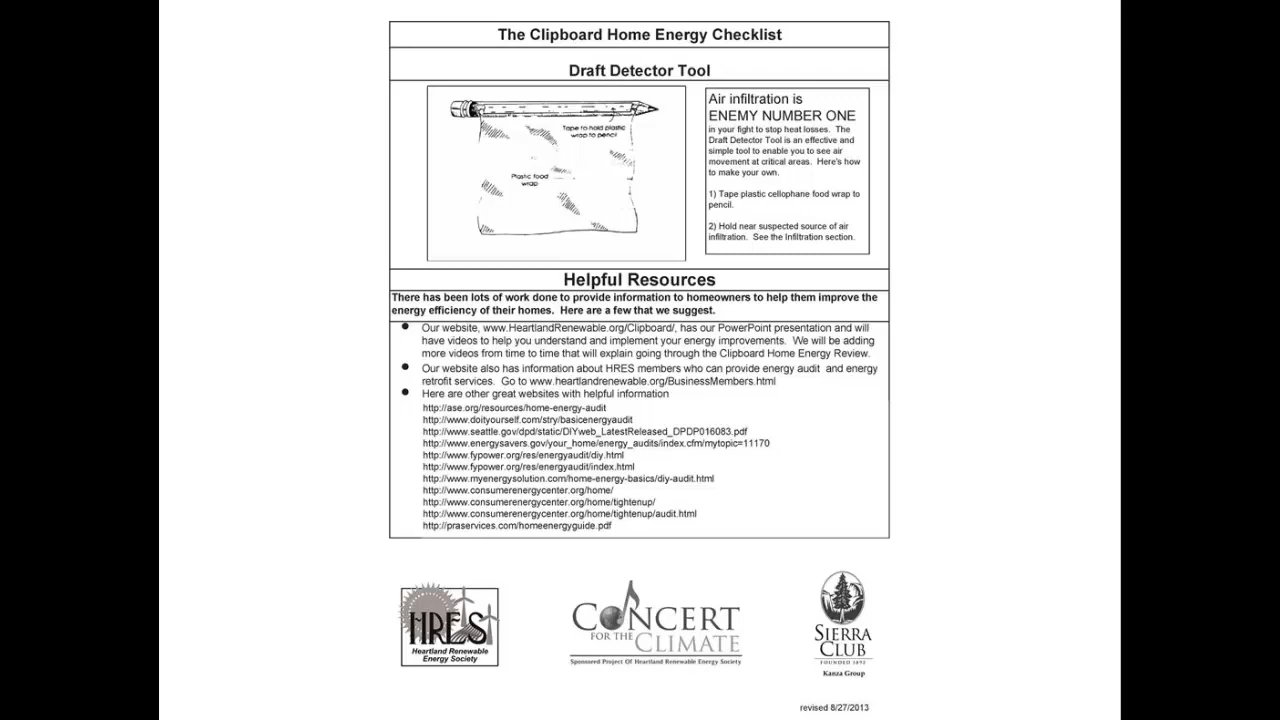 The Clipboard Home Energy Checklist
Draft Detector Tool
Tape to hold plastic
wrap to pencil
Plastic food
wrap
Air infiltration is
ENEMY NUMBER ONE
in your fight to stop heat losses.  The
Draft Detector Tool is an effective and
simple tool to enable you to see air
movement at critical areas.  Here's how
to make your own.
1) Tape plastic cellophane food wrap to
pencil.
2) Hold near suspected source of air
infiltration.  See the Infiltration section.
Helpful Resources
There has been lots of work done to provide information to homeowners to help them improve the
energy efficiency of their homes.  Here are a few that we suggest.
● Our website, www.HeartlandRenewable.org/Clipboard/, has our PowerPoint presentation and will
have videos to help you understand and implement your energy improvements.  We will be adding
more videos from time to time that will explain going through the Clipboard Home Energy Review.
● Our website also has information about HRES members who can provide energy audit  and energy
retrofit services.  Go to www.heartlandrenewable.org/BusinessMembers.html
● Here are other great websites with helpful information
http://ase.org/resources/home-energy-audit
http://www.doityourself.com/stry/basicenergyaudit
http://www.seattle.gov/dpd/static/DIYweb_LatestReleased_DPDP016083.pdf
http://www.energysavers.gov/your_home/energy_audits/index.cfm/mytopic=11170
http://www.fypower.org/res/energyaudit/diy.html
http://www.fypower.org/res/energyaudit/index.html
http://www.myenergysolution.com/home-energy-basics/diy-audit.html
http://www.consumerenergycenter.org/home/
http://www.consumerenergycenter.org/home/tightenup/
http://www.consumerenergycenter.org/home/tightenup/audit.html
http://praservices.com/homeenergyguide.pdf
HRES
Heartland Renewable
Energy Society
CONCERT
FOR THE
CLIMATE
Sponsored Project Of Heartland Renewable Energy Society
SIERRA
CLUB
FOUNDED 1892
Kanza Group
revised 8/27/2013